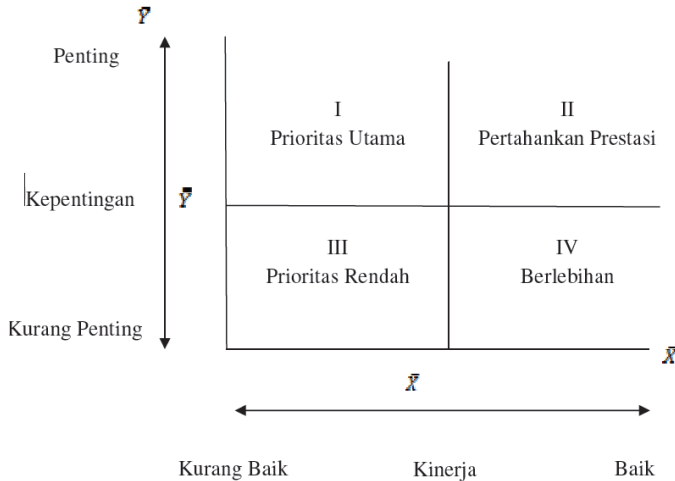 Ȳ
Penting
I
Prioritas Utama
II
Pertahankan Prestasi
Kepentingan
Ȳ
III
Prioritas Rendah
IV
Berlebihan
Kurang Penting
X̄
X̄
Kurang Baik
Kinerja
Baik